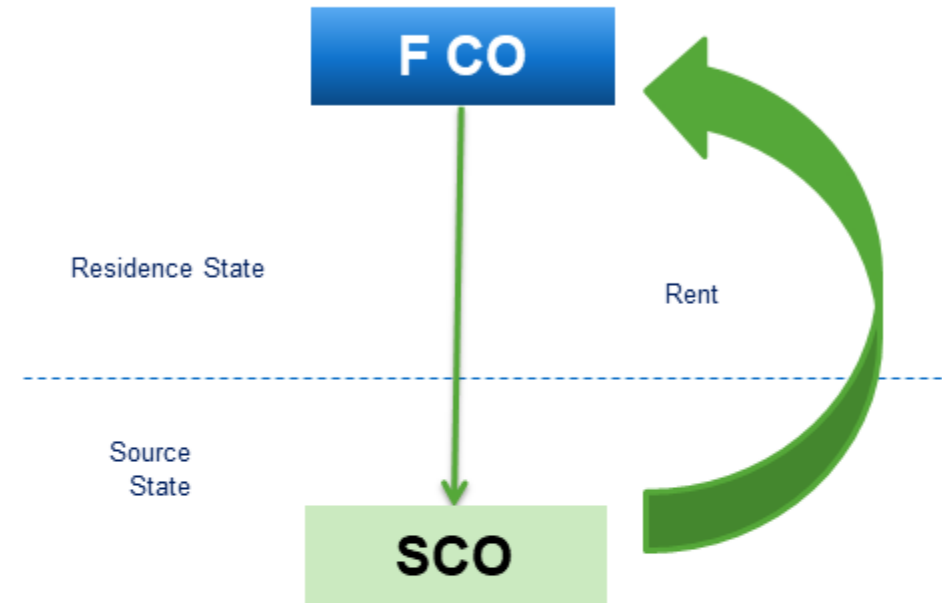 F CO
Residence State
Rent
Source
State
SCO